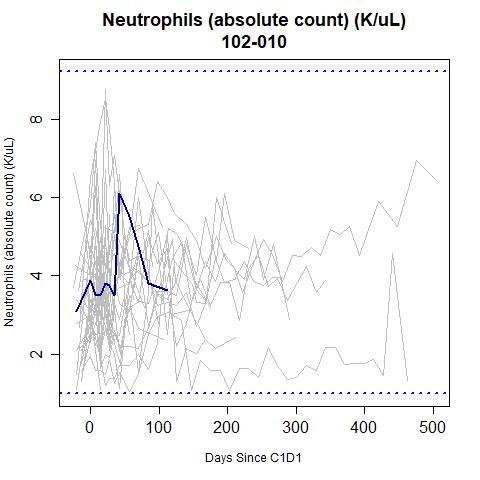 Neutrophils (absolute count) (K/uL)
102-010
Neutrophils (absolute count) (K/uL)
8
6
4
2
0 100 200 300 400 500
Days Since C1D1